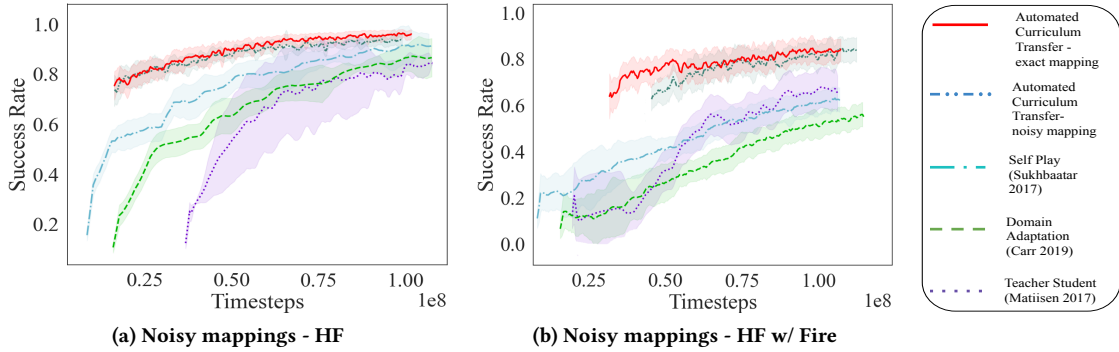 1.0
0.8
0.6
0.4
0.2
Success Rate
0.25
0.50
0.75
1.00
Timesteps
1e8
(a) Noisy mappings - HF
1.0
0.8
0.6
0.4
0.2
0.0
Success Rate
0.25
0.50
0.75
1.00
Timesteps
1e8
(b) Noisy mappings - HF w/ Fire
Automated
Curriculum
Transfer -
exact mapping
Automated
Curriculum
Transfer-
noisy mapping
Self Play
(Sukhbaatar
2017)
Domain
Adaptation
(Carr 2019)
Teacher Student
(Matiisen 2017)